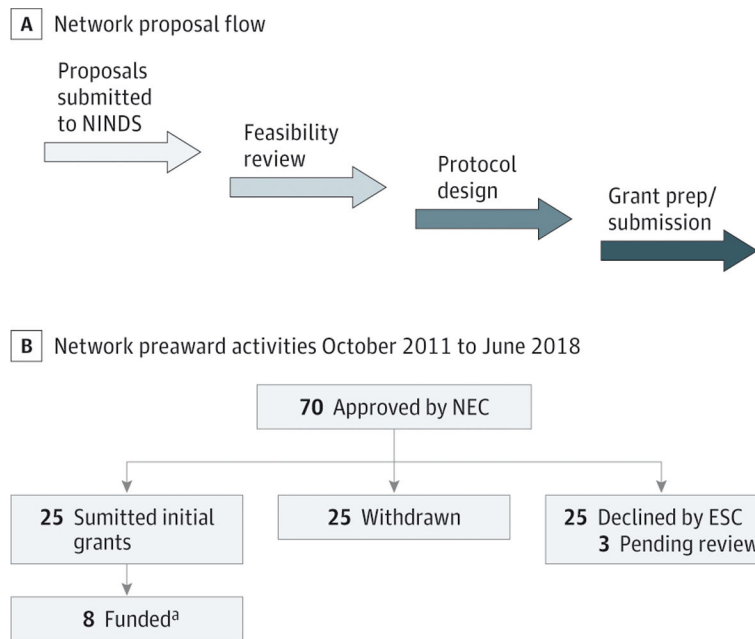 A Network proposal flow
Proposals
submitted
to NINDS
Feasibility
review
Protocol
design
Grant prep/
submission
B Network preaward activities October 2011 to June 2018
70 Approved by NEC
25 Sumitted initial
grants
25 Withdrawn
25 Declined by ESC
3 Pending review
8 Fundedᵃ